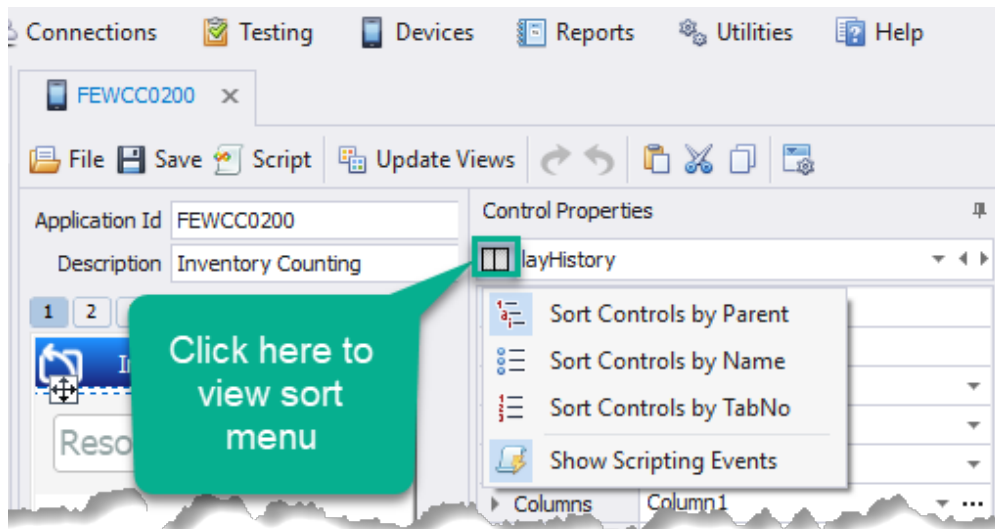 Connections Testing Devices Reports Utilities Help
FEWCC0200
File Save Script Update Views
Application Id FEWCC0200
Description Inventory Counting
Control Properties
layHistory
1 2
Click here to
view sort
menu
Sort Controls by Parent
Sort Controls by Name
Sort Controls by TabNo
Show Scripting Events
Columns Column1